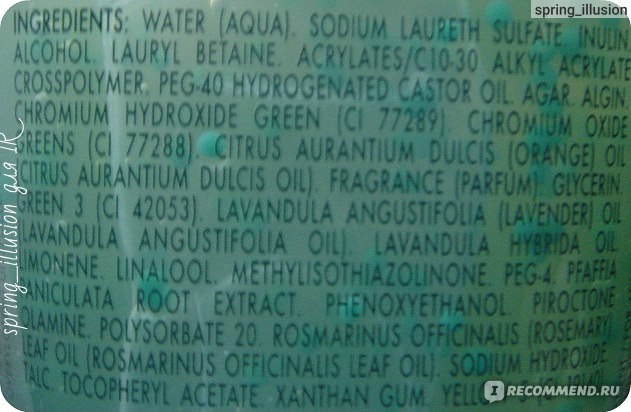 spring_illusion
INGREDIENTS: WATER (AQUA), SODIUM LAURETH SULFATE, INULIN,
ALCOHOL, LAURYL BETAINE, ACRYLATES/C10-30 ALKYL ACRYLATE
CROSSPOLYMER, PEG-40 HYDROGENATED CASTOR OIL, AGAR, ALGIN,
CHROMIUM HYDROXIDE GREEN (CI 77289), CHROMIUM OXIDE
GREENS (CI 77288), CITRUS AURANTIUM DULCIS (ORANGE) OIL
(CITRUS AURANTIUM DULCIS OIL), FRAGRANCE (PARFUM), GLYCERIN,
GREEN 3 (CI 42053), LAVANDULA ANGUSTIFOLIA (LAVENDER) OIL
(LAVANDULA ANGUSTIFOLIA OIL), LAVANDULA HYBRIDA OIL,
LIMONENE, LINALOOL, METHYLISOTHIAZOLINONE, PEG-4, PFAFFIA
PANICULATA ROOT EXTRACT, PHENOXYETHANOL, PIROCTONE
OLAMINE, POLYSORBATE 20, ROSMARINUS OFFICINALIS (ROSEMARY)
LEAF OIL (ROSMARINUS OFFICINALIS LEAF OIL), SODIUM HYDROXIDE,
TALC, TOCOPHERYL ACETATE, XANTHAN GUM,
spring_illusion для IR
IRECOMMEND.RU